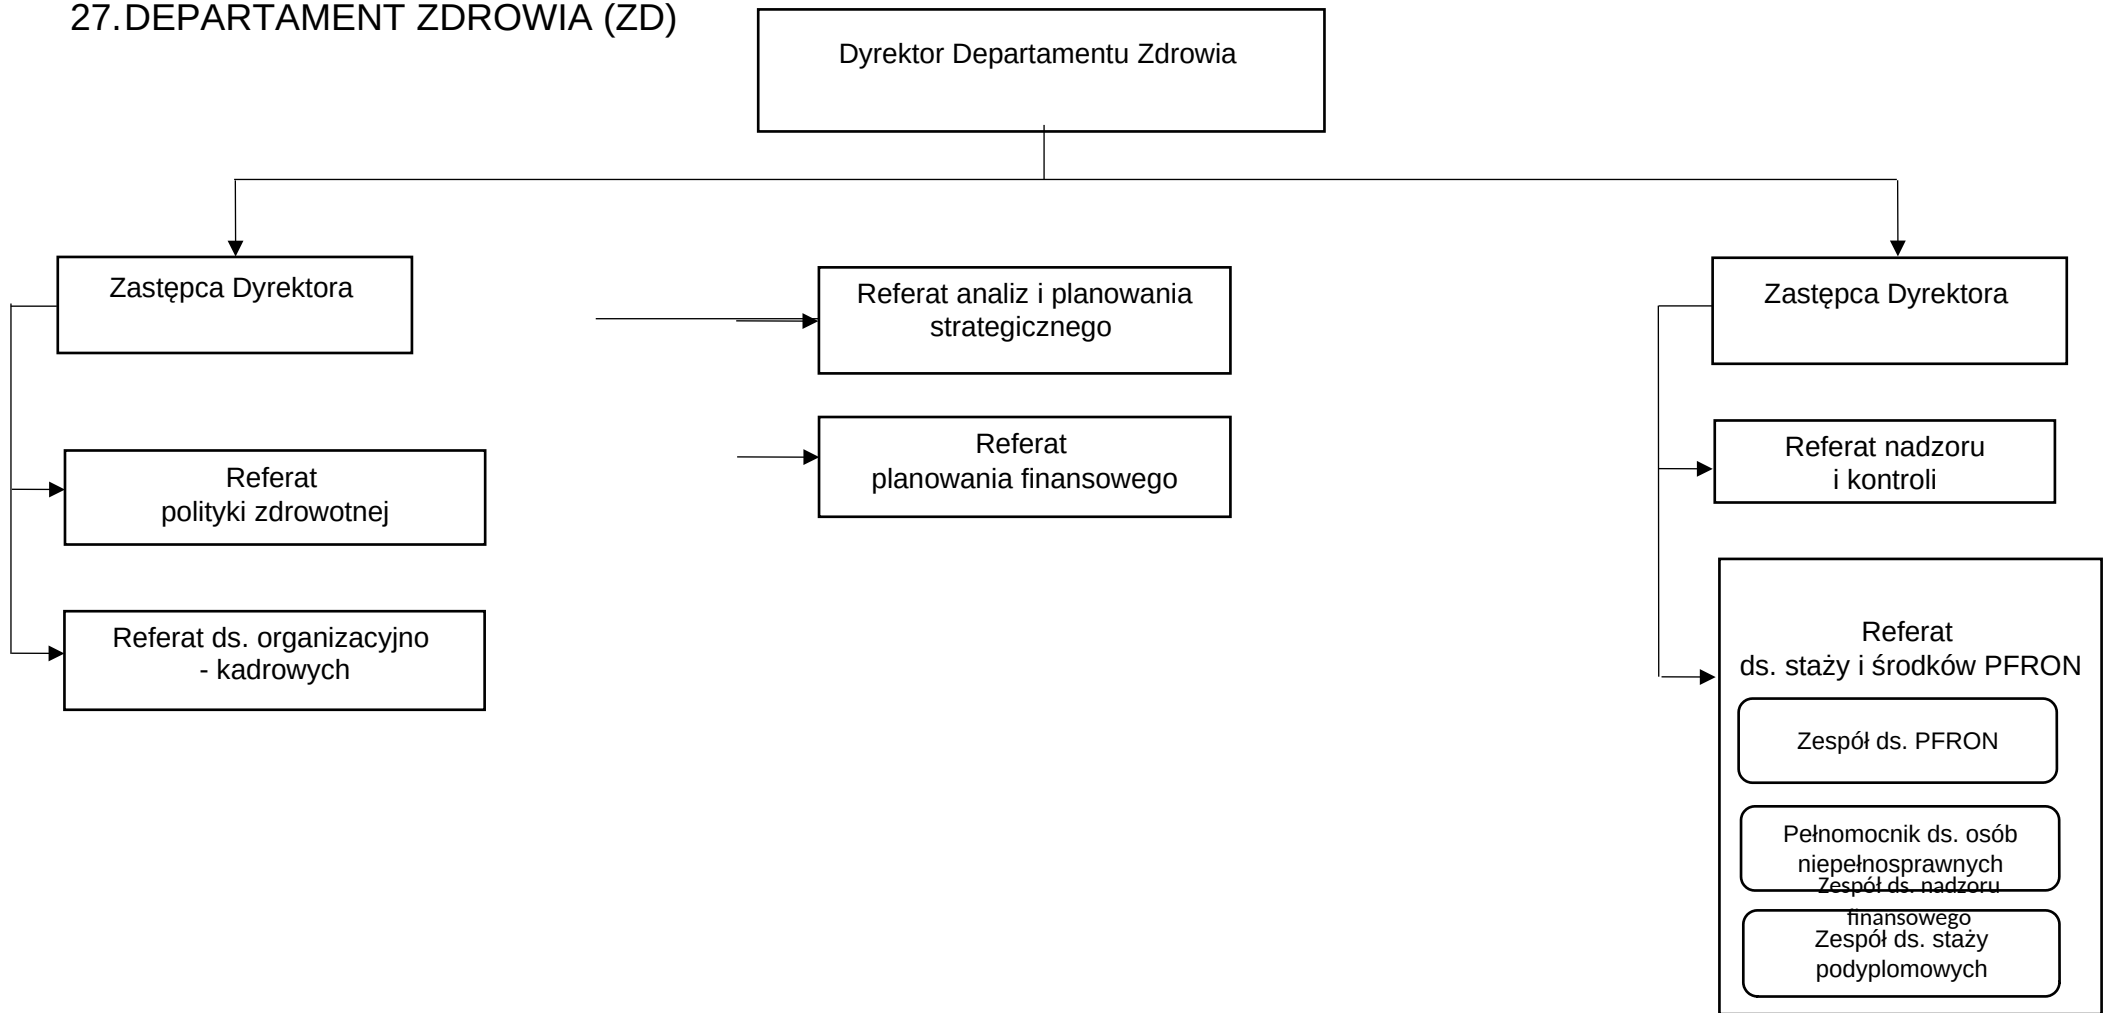 27.DEPARTAMENT ZDROWIA (ZD)
Dyrektor Departamentu Zdrowia
Zastępca Dyrektora
Referat
polityki zdrowotnej
Referat ds. organizacyjno
- kadrowych
Referat analiz i planowania
strategicznego
Referat
planowania finansowego
Zastępca Dyrektora
Referat nadzoru
i kontroli
Referat
ds. staży i środków PFRON
Zespół ds. PFRON
Pełnomocnik ds. osób
niepełnosprawnych
Zespół ds. nadzoru
finansowego
Zespół ds. staży
podyplomowych